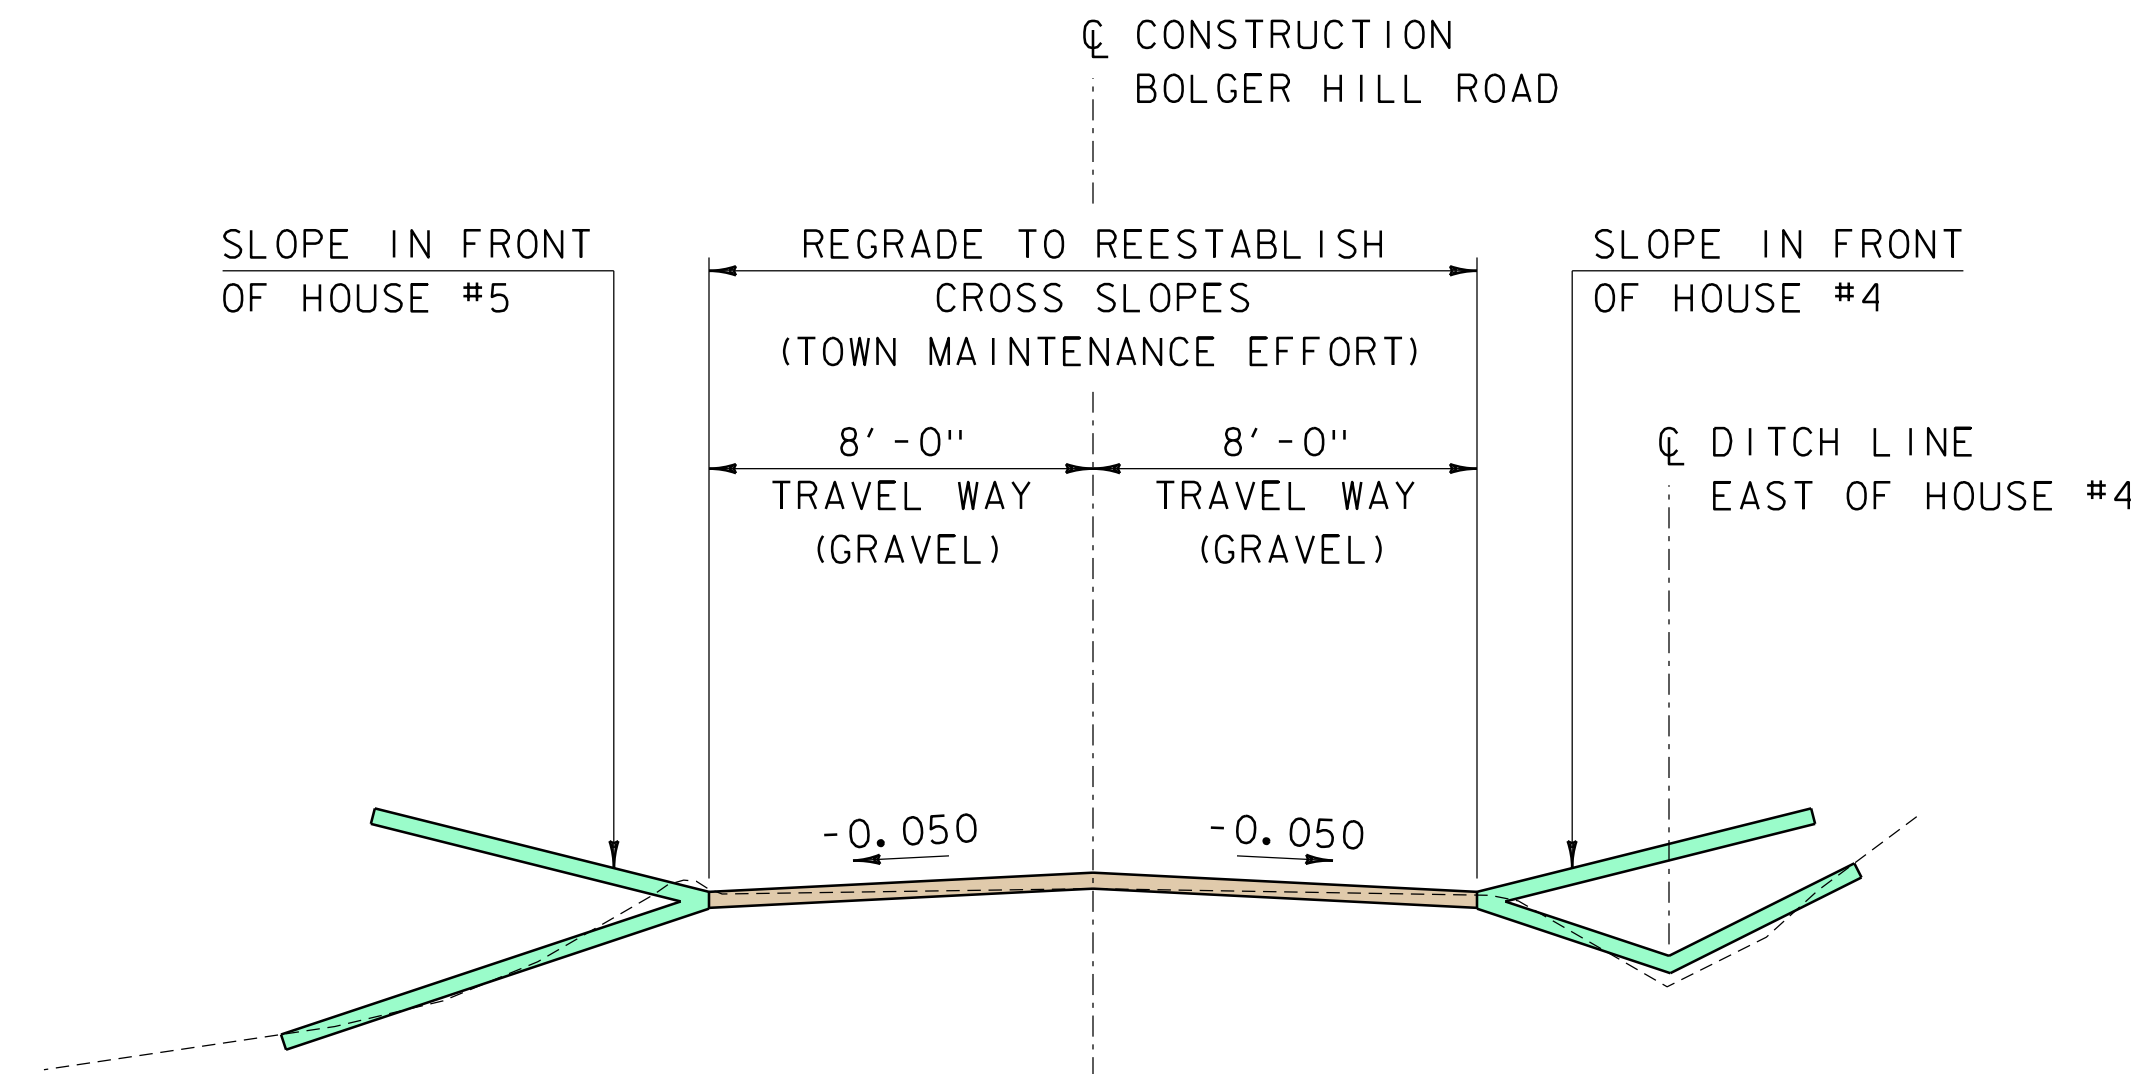 ℄ CONSTRUCTION
BOLGER HILL ROAD
SLOPE IN FRONT
OF HOUSE #5
REGRADE TO REESTABLISH
CROSS SLOPES
(TOWN MAINTENANCE EFFORT)
SLOPE IN FRONT
OF HOUSE #4
8'-0"
TRAVEL WAY
(GRAVEL)
8'-0"
TRAVEL WAY
(GRAVEL)
℄ DITCH LINE
EAST OF HOUSE #4
-0.050
-0.050